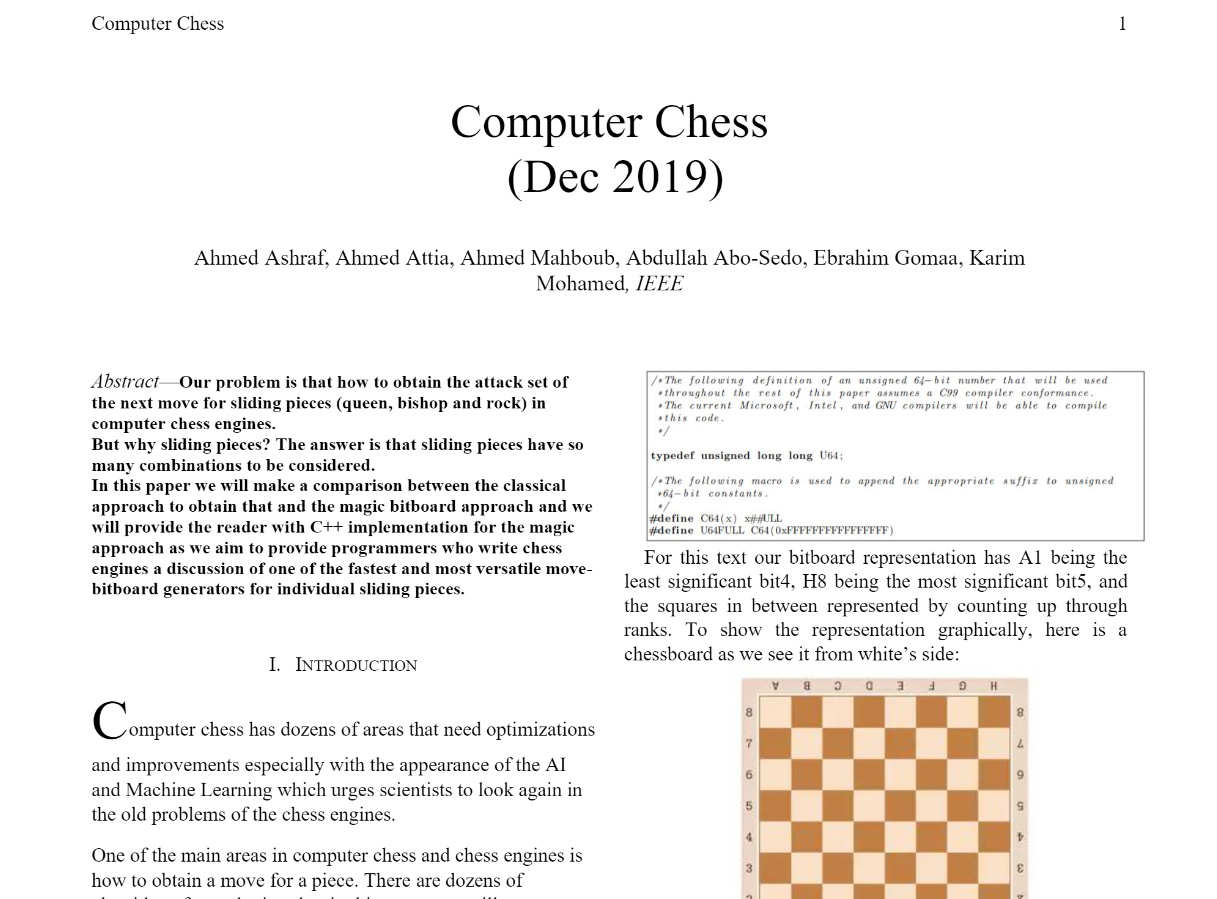 Computer Chess
1
Computer Chess
(Dec 2019)
Ahmed Ashraf, Ahmed Attia, Ahmed Mahboub, Abdullah Abo-Sedo, Ebrahim Gomaa, Karim
Mohamed, IEEE
Abstract—Our problem is that how to obtain the attack set of
the next move for sliding pieces (queen, bishop and rock) in
computer chess engines.
But why sliding pieces? The answer is that sliding pieces have so
many combinations to be considered.
In this paper we will make a comparison between the classical
approach to obtain that and the magic bitboard approach and we
will provide the reader with C++ implementation for the magic
approach as we aim to provide programmers who write chess
engines a discussion of one of the fastest and most versatile move-
bitboard generators for individual sliding pieces.
I. INTRODUCTION
Computer chess has dozens of areas that need optimizations
and improvements especially with the appearance of the AI
and Machine Learning which urges scientists to look again in
the old problems of the chess engines.
One of the main areas in computer chess and chess engines is
how to obtain a move for a piece. There are dozens of
/*The following definition of an unsigned 64-bit number that will be used
*throughout the rest of this paper assumes a C99 compiler conformance.
*The current Microsoft, Intel, and GNU compilers will be able to compile
*this code.
*/
typedef unsigned long long U64;
/*The following macro is used to append the appropriate suffix to unsigned
*64-bit constants.
*/
#define C64(x) x##ULL
#define U64FULL C64(0xFFFFFFFFFFFFFFFF)
For this text our bitboard representation has A1 being the
least significant bit4, H8 being the most significant bit5, and
the squares in between represented by counting up through
ranks. To show the representation graphically, here is a
chessboard as we see it from white's side:
A B C D E F G H
8 8
7 7
6 6
5 5
4 4
3 3